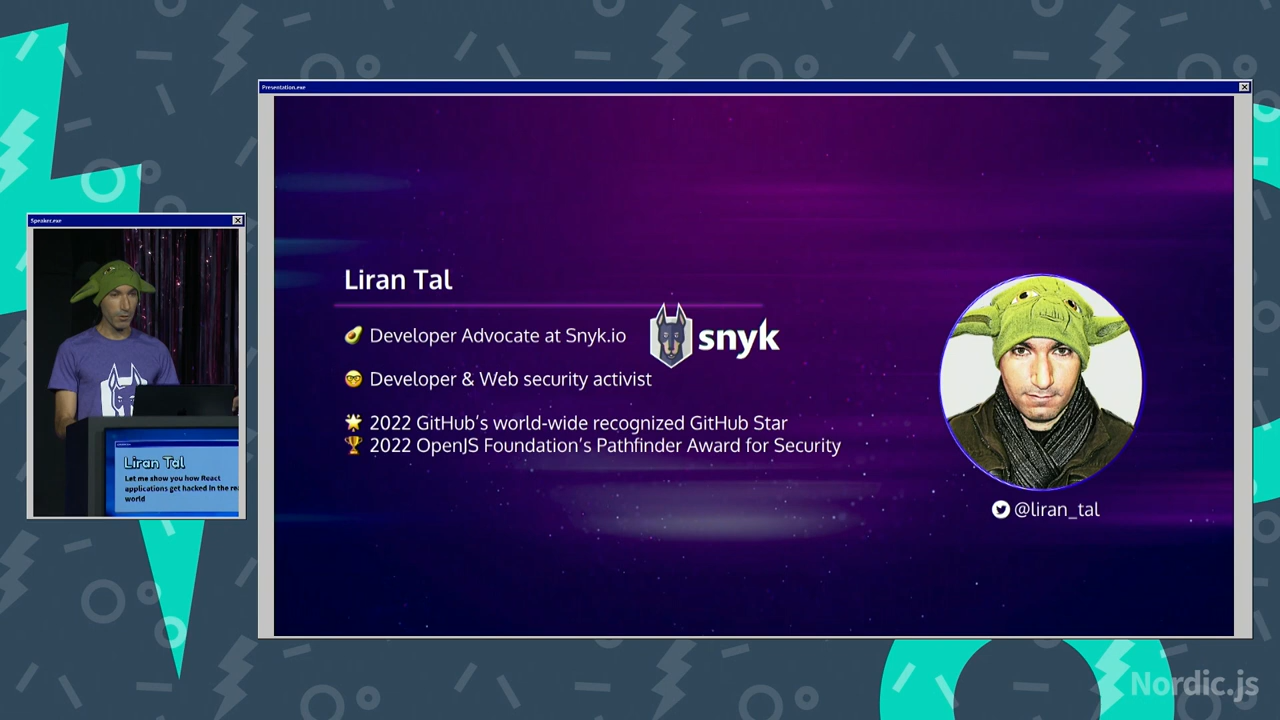 Presentation.exe
Speaker.exe
Liran Tal
Developer Advocate at Snyk.io
snyk
Developer & Web security activist
2022 GitHub's world-wide recognized GitHub Star
2022 OpenJS Foundation's Pathfinder Award for Security
@liran_tal
Liran Tal
Let me show you how React
applications get hacked in the
world
Nordic.js